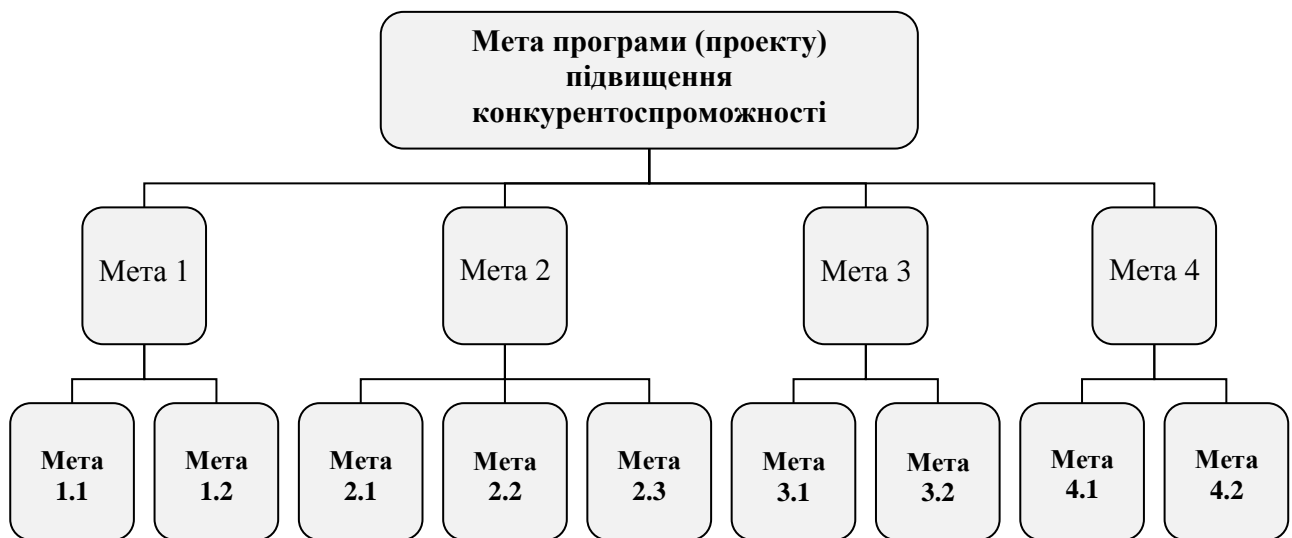 Мета програми (проекту)
підвищення
конкурентоспроможності
Мета 1
Мета 2
Мета 3
Мета 4
Мета
1.1
Мета
1.2
Мета
2.1
Мета
2.2
Мета
2.3
Мета
3.1
Мета
3.2
Мета
4.1
Мета
4.2